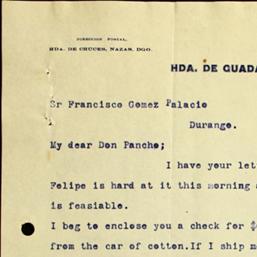 DIRECCION POSTAL,
HDA. DE CRUCES, NAZAS, DGO.
HDA. DE GUADA
Sr Francisco Gomez Palacio
Durango.
My dear Don Pancho;
I have your let
Felipe is hard at it this morning
is feasiable.
I beg to enclose you a check for
from the car of cotton.If I ship m